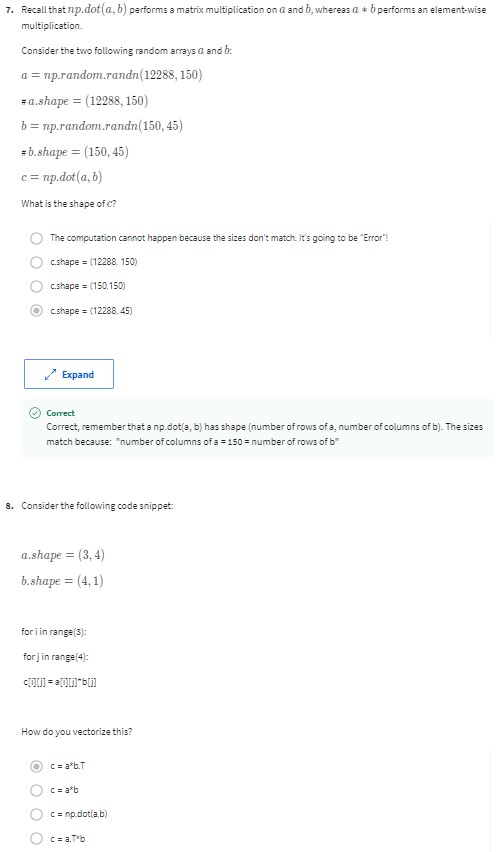 7. Recall that np.dot(a, b) performs a matrix multiplication on a and b, whereas a * b performs an element-wise
multiplication.
Consider the two following random arrays a and b:
a = np.random.randn(12288, 150)
#a.shape = (12288, 150)
b = np.random.randn(150, 45)
#b.shape = (150, 45)
c = np.dot(a, b)
What is the shape of c?
The computation cannot happen because the sizes don't match. It's going to be "Error"!
c.shape = (12288, 150)
c.shape = (150,150)
c.shape = (12288, 45)
Expand
Correct
Correct, remember that a np.dot(a, b) has shape (number of rows of a, number of columns of b). The sizes
match because: "number of columns of a = 150 = number of rows of b"
8. Consider the following code snippet:
a.shape = (3, 4)
b.shape = (4, 1)
for i in range(3):
for j in range(4):
c[i][j] = a[i][j]*b[j]
How do you vectorize this?
c = a*b.T
c = a*b
c = np.dot(a,b)
c = a.T*b